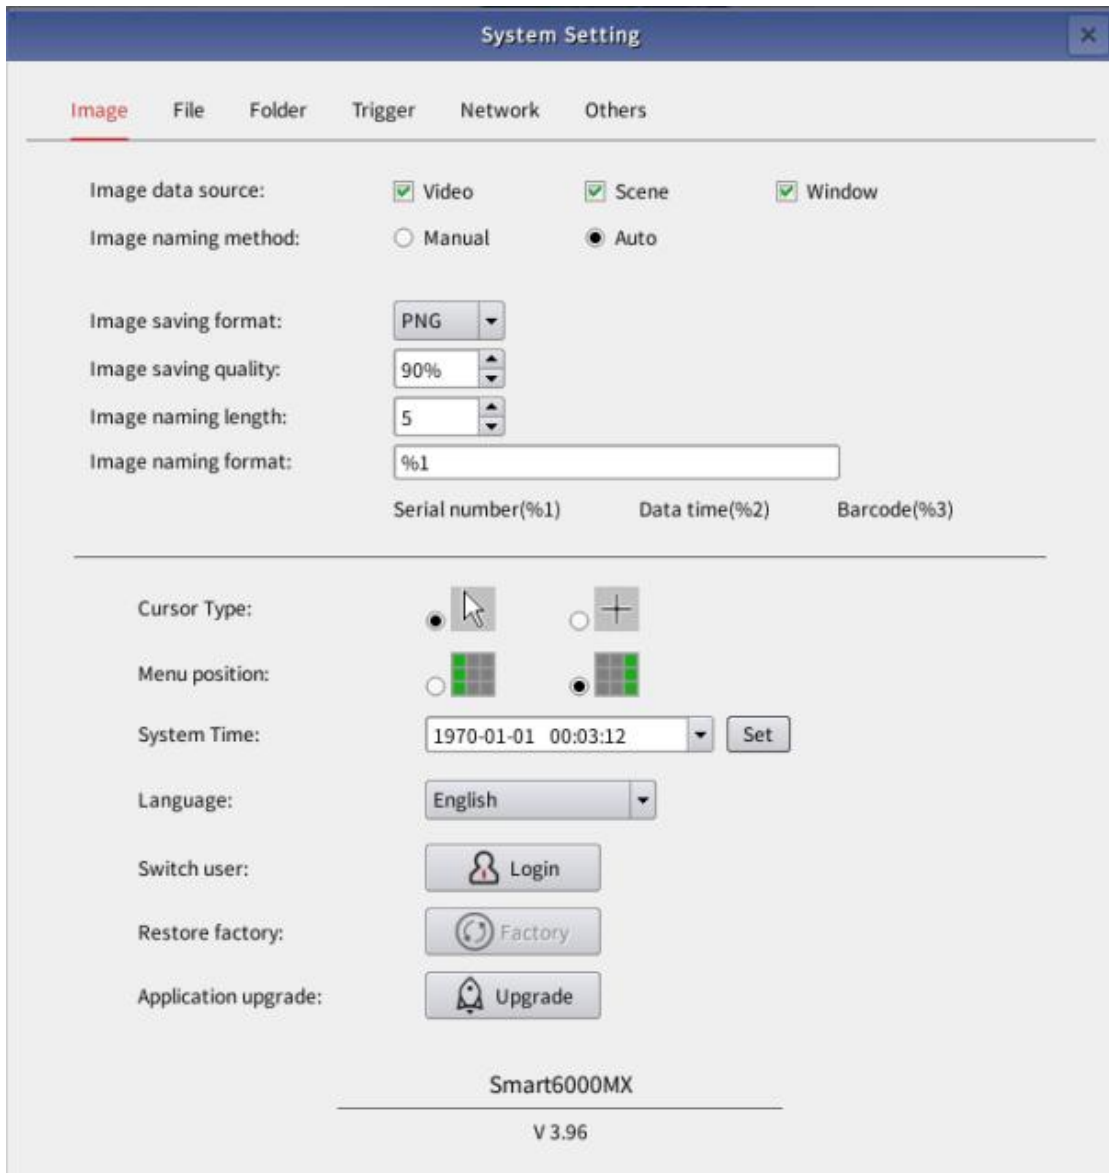 System Setting
Image File Folder Trigger Network Others
Image data source: Video Scene Window
Image naming method: Manual Auto
Image saving format: PNG
Image saving quality: 90%
Image naming length: 5
Image naming format: %1
Serial number(%1) Data time(%2) Barcode(%3)
Cursor Type:
Menu position:
System Time: 1970-01-01 00:03:12 Set
Language: English
Switch user: Login
Restore factory: Factory
Application upgrade: Upgrade
Smart6000MX
V 3.96